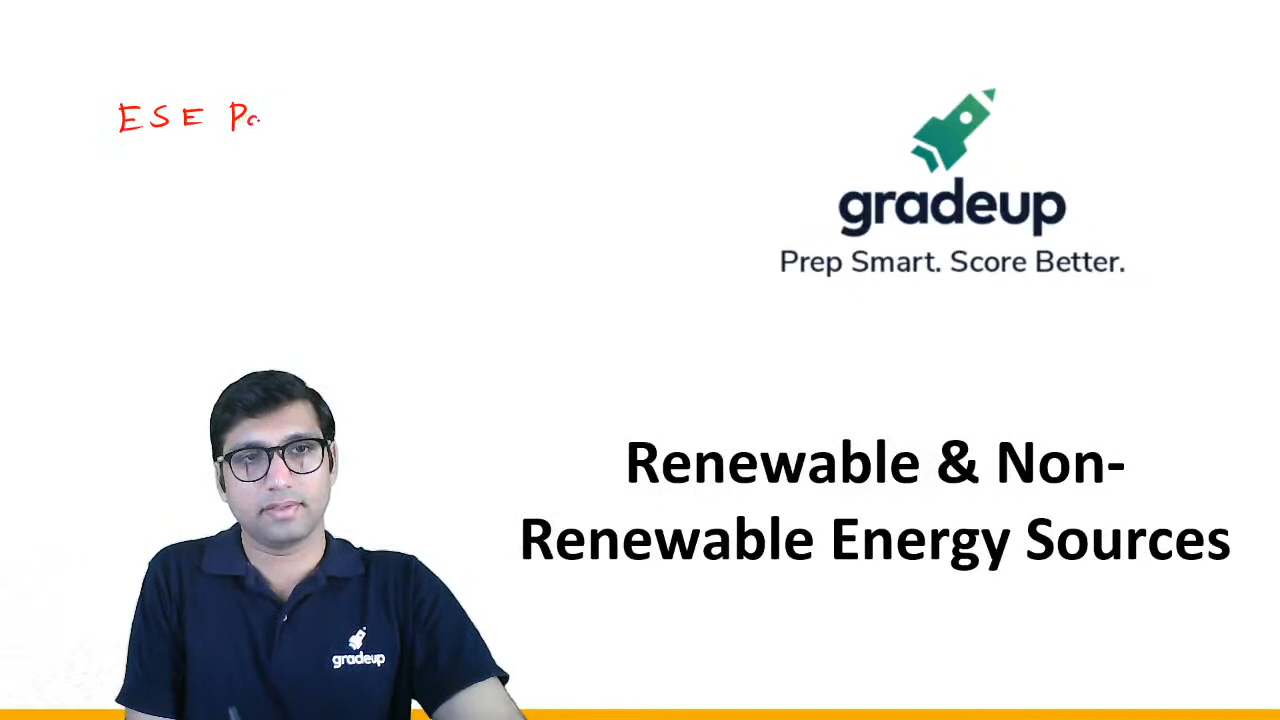 ESE
gradeup
Prep Smart. Score Better.
Renewable & Non-
Renewable Energy Sources
gradeup